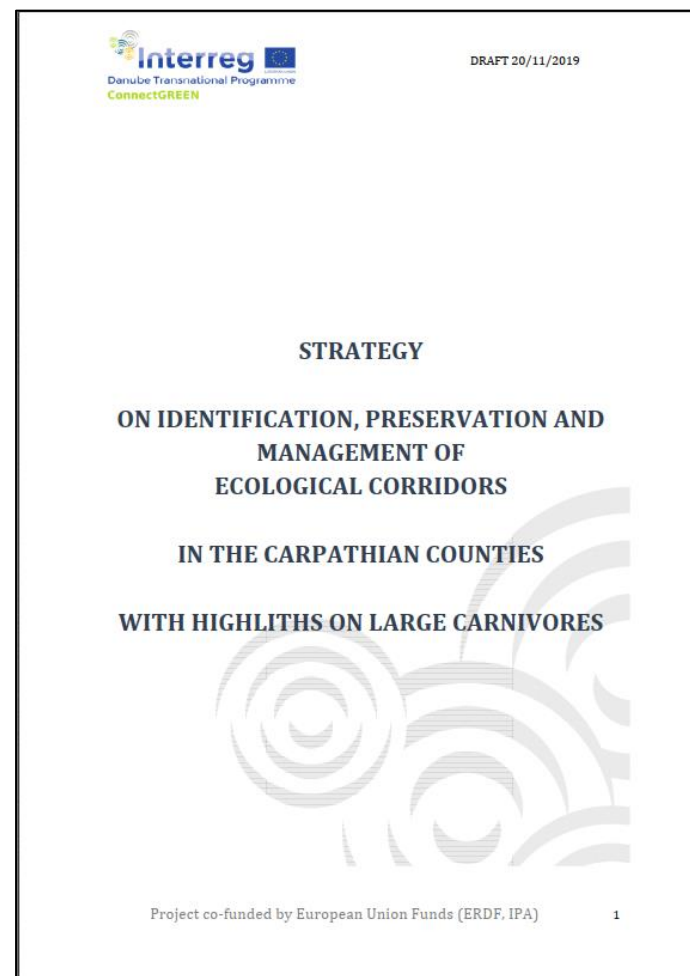 Interreg
DRAFT 20/11/2019
Danube Transnational Programme
ConnectGREEN
STRATEGY
ON IDENTIFICATION, PRESERVATION AND
MANAGEMENT OF
ECOLOGICAL CORRIDORS
IN THE CARPATHIAN COUNTIES
WITH HIGHLITHS ON LARGE CARNIVORES
Project co-funded by European Union Funds (ERDF, IPA) 1